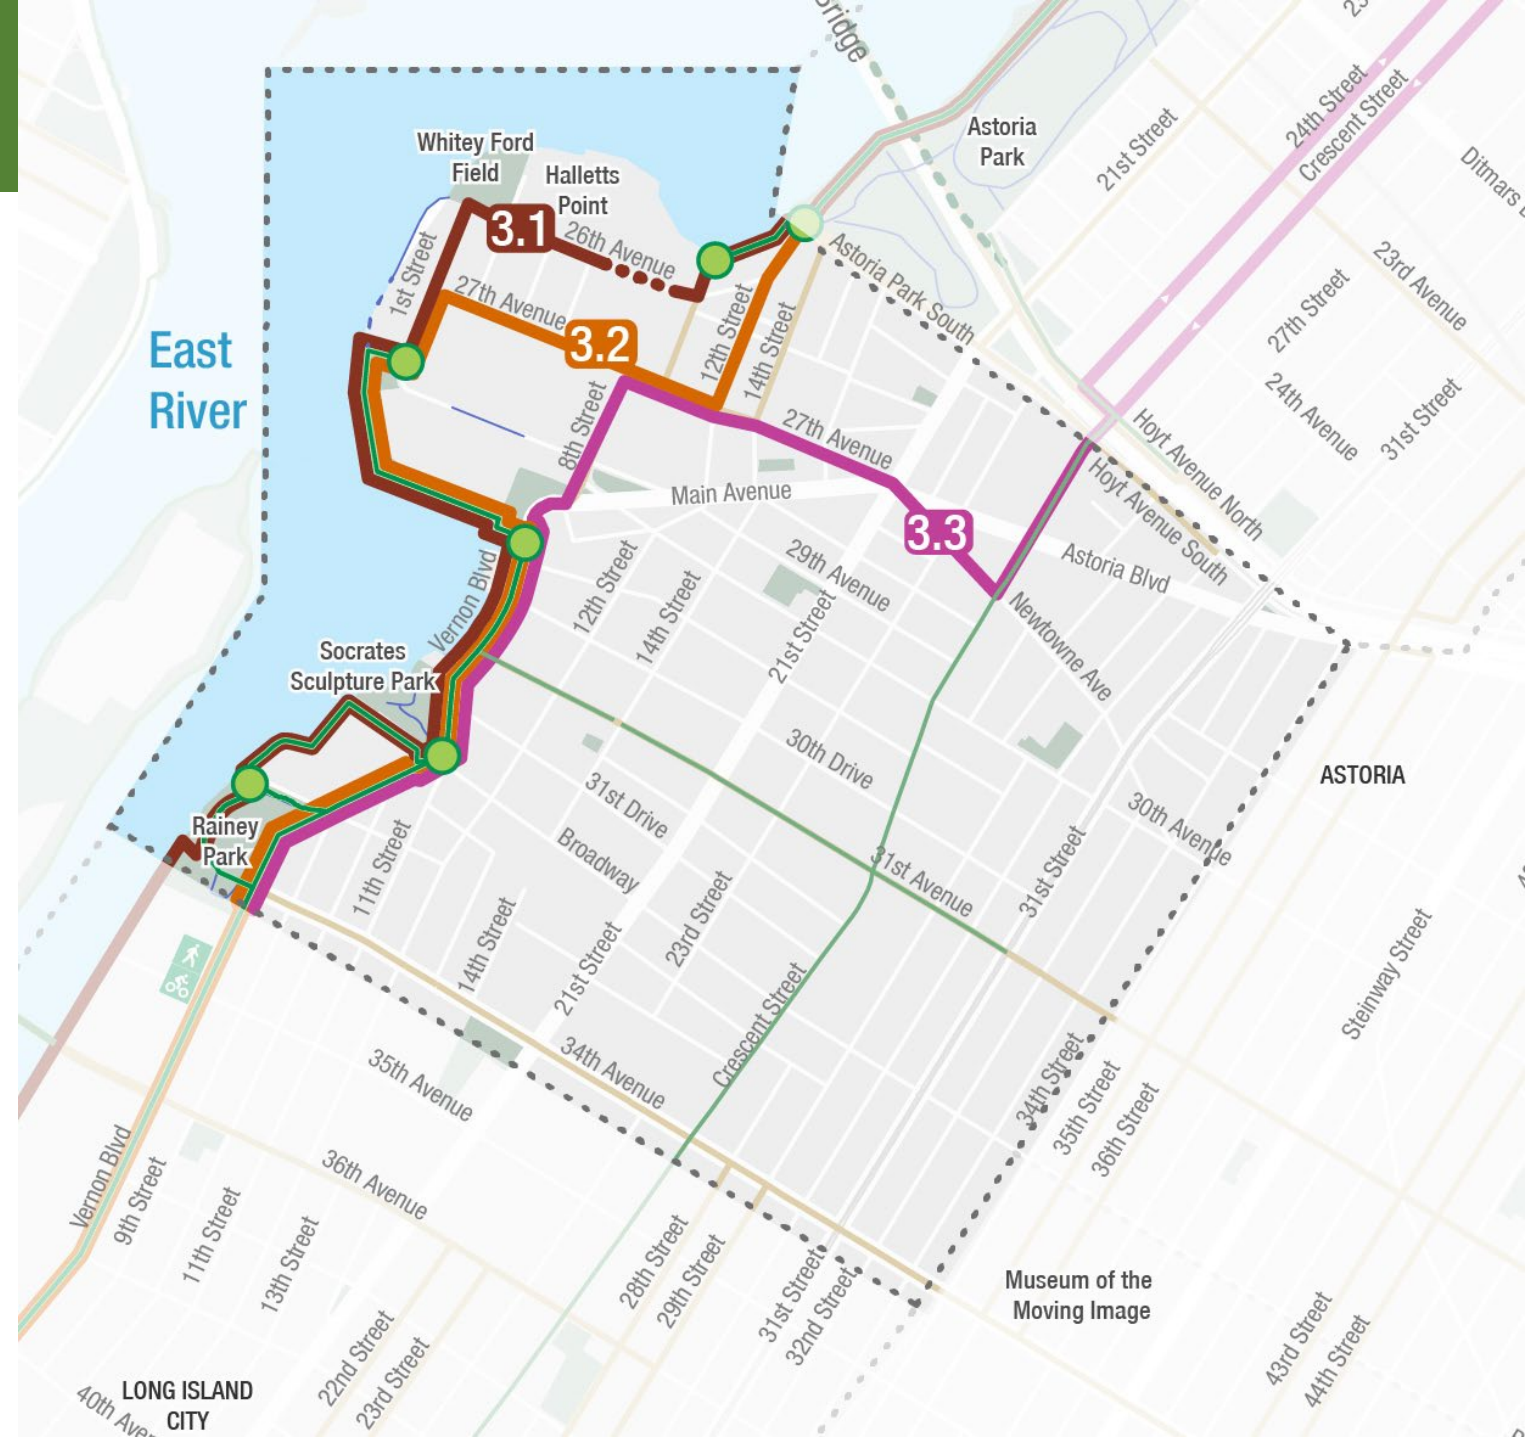 Bridge
23
24th Street
Crescent Street
21st Street
Astoria
Park
Ditmars
Whitey Ford
Field
Halletts
Point
3.1
26th Avenue
1st Street
Astoria Park South
23rd Avenue
27th Street
27th Avenue
East
River
3.2
12th Street
14th Street
24th Avenue
31st Street
8th Street
27th Avenue
Hoyt Avenue North
Hoyt Avenue South
Main Avenue
3.3
Astoria Blvd
Vernon Blvd
12th Street
14th Street
29th Avenue
21st Street
Newtowne Ave
Socrates
Sculpture Park
30th Drive
ASTORIA
31st Drive
30th Avenue
Rainey
Park
11th Street
Broadway
31st Avenue
31st Street
23rd Street
14th Street
21st Street
Steinway Street
Crescent Street
34th Avenue
35th Avenue
34th Street
35th Street
36th Street
Vernon Blvd
9th Street
36th Avenue
11th Street
13th Street
28th Street
29th Street
31st Street
32nd Street
Museum of the
Moving Image
22nd Street
23rd Street
43rd Street
44th Street
LONG ISLAND
CITY
40th Ave